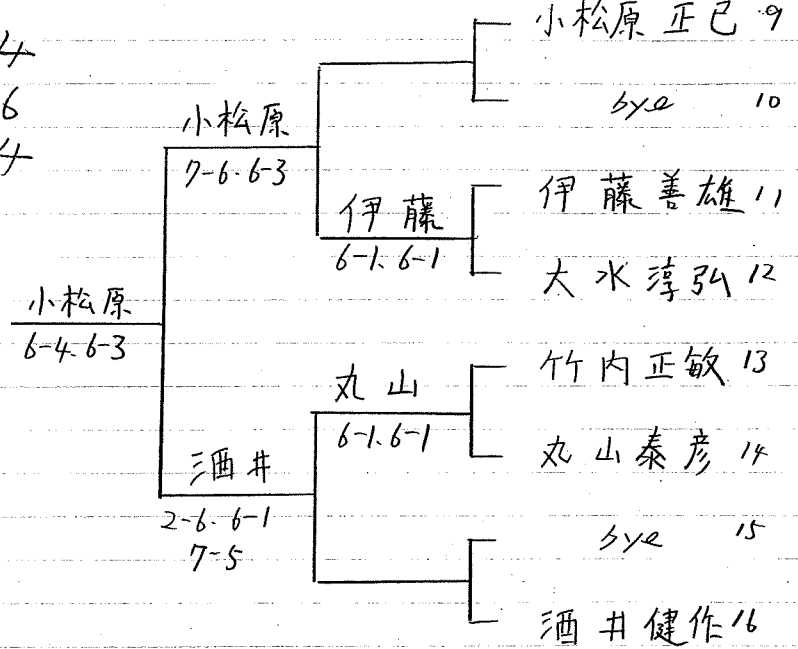 小松原 正已 9
4
6
bye 10
小松原
4
7-6. 6-3
伊藤善雄 11
伊藤
6-1. 6-1
大水淳弘 12
小松原
6-4. 6-3
竹内正敏 13
丸山
6-1. 6-1
丸山泰彦 14
酒井
2-6. 6-1
7-5
bye 15
酒井健作 16